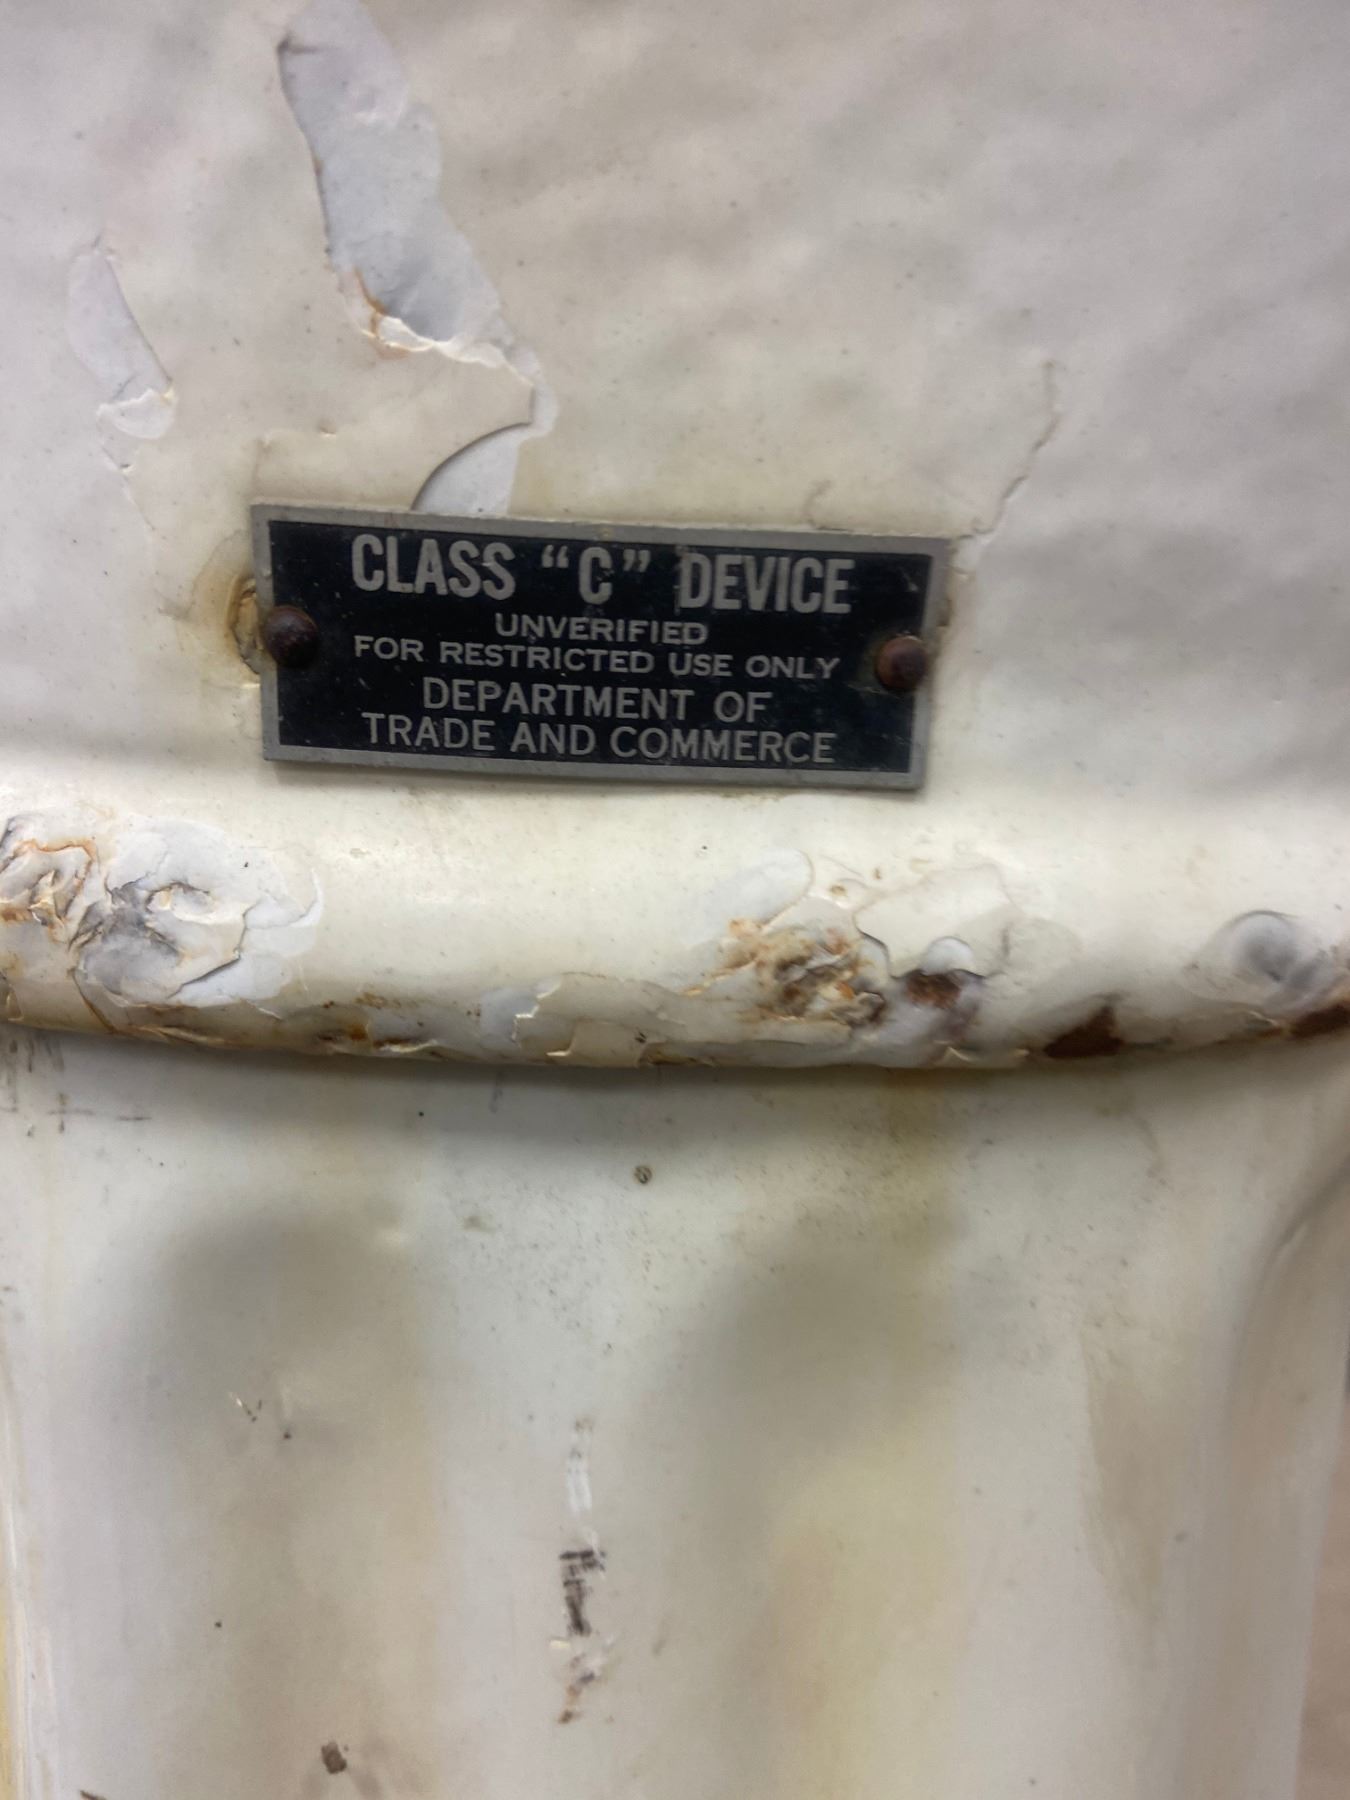 CLASS "C" DEVICE
UNVERIFIED
FOR RESTRICTED USE ONLY
DEPARTMENT OF
TRADE AND COMMERCE